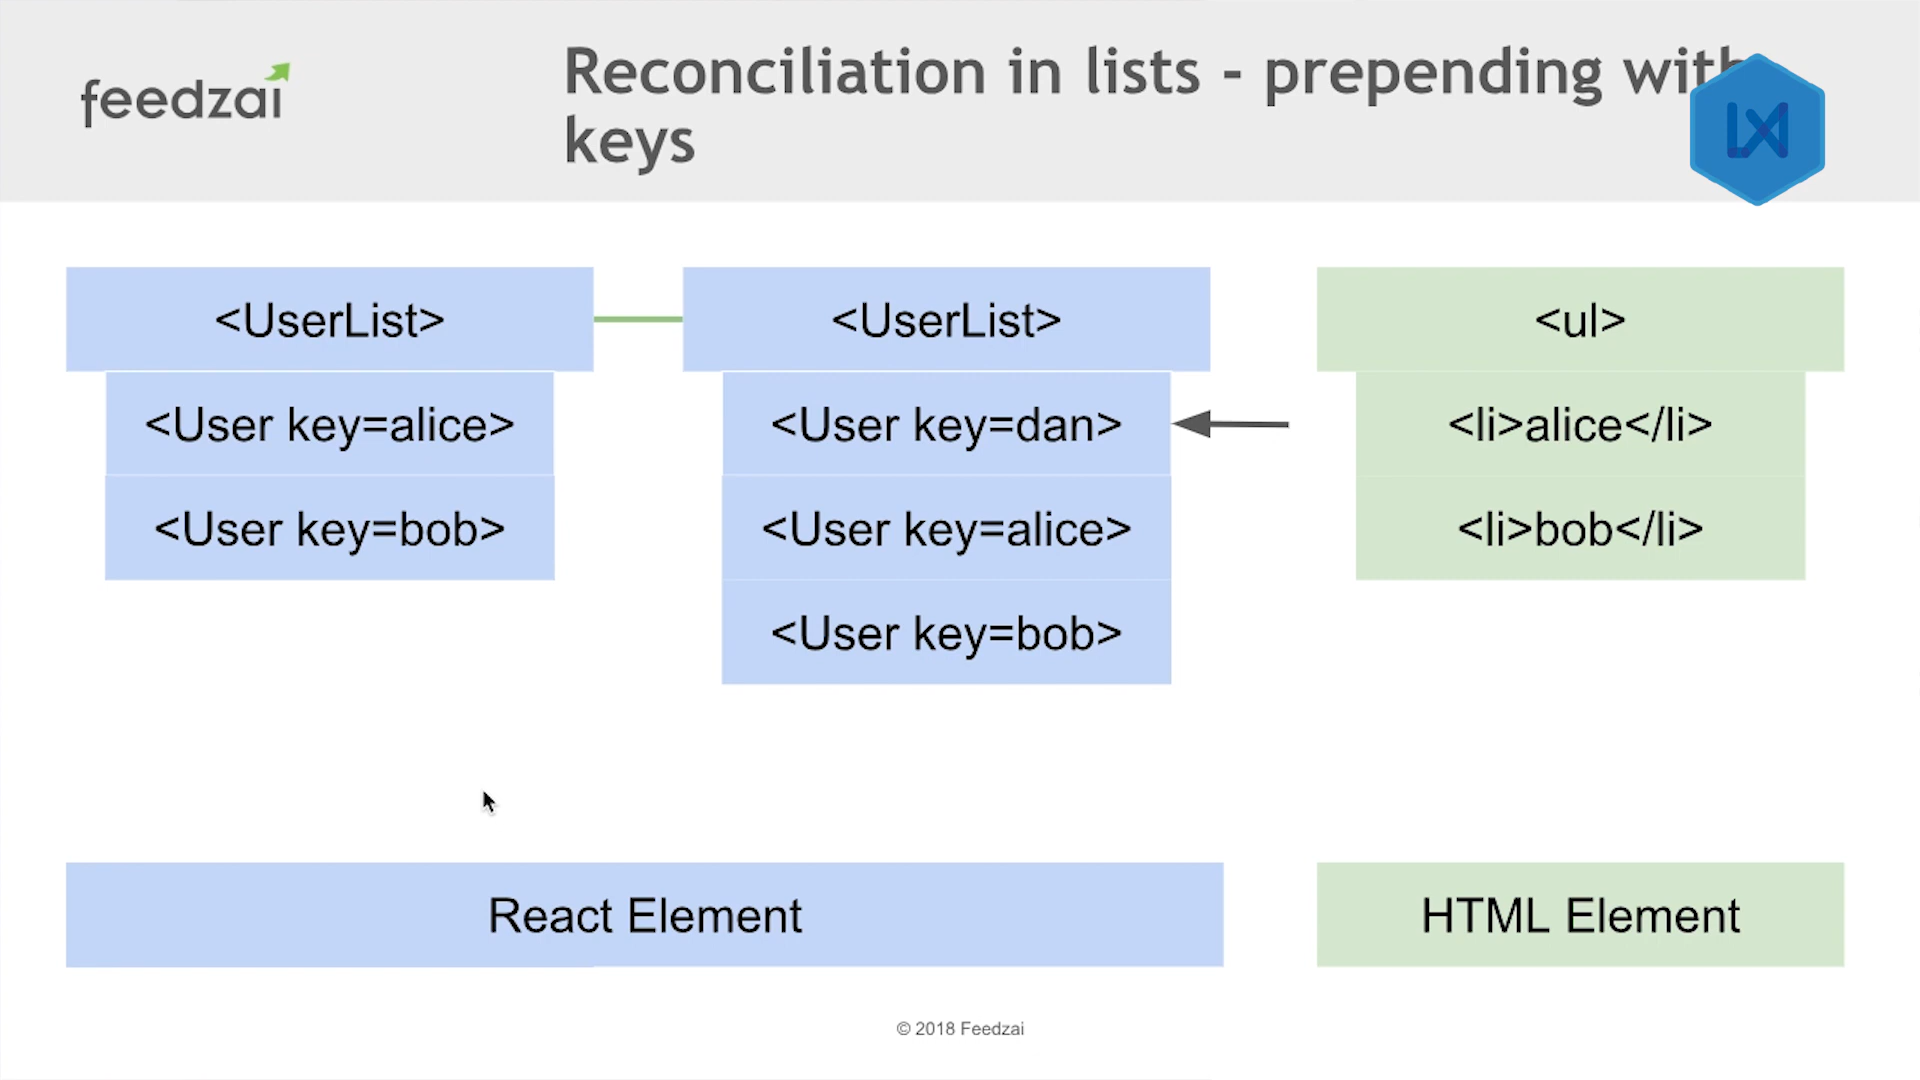 feedzai
Reconciliation in lists - prepending with
keys
<UserList>
<User key=alice>
<User key=bob>
<UserList>
<User key=dan>
<User key=alice>
<User key=bob>
<ul>
<li>alice</li>
<li>bob</li>
React Element
HTML Element
© 2018 Feedzai